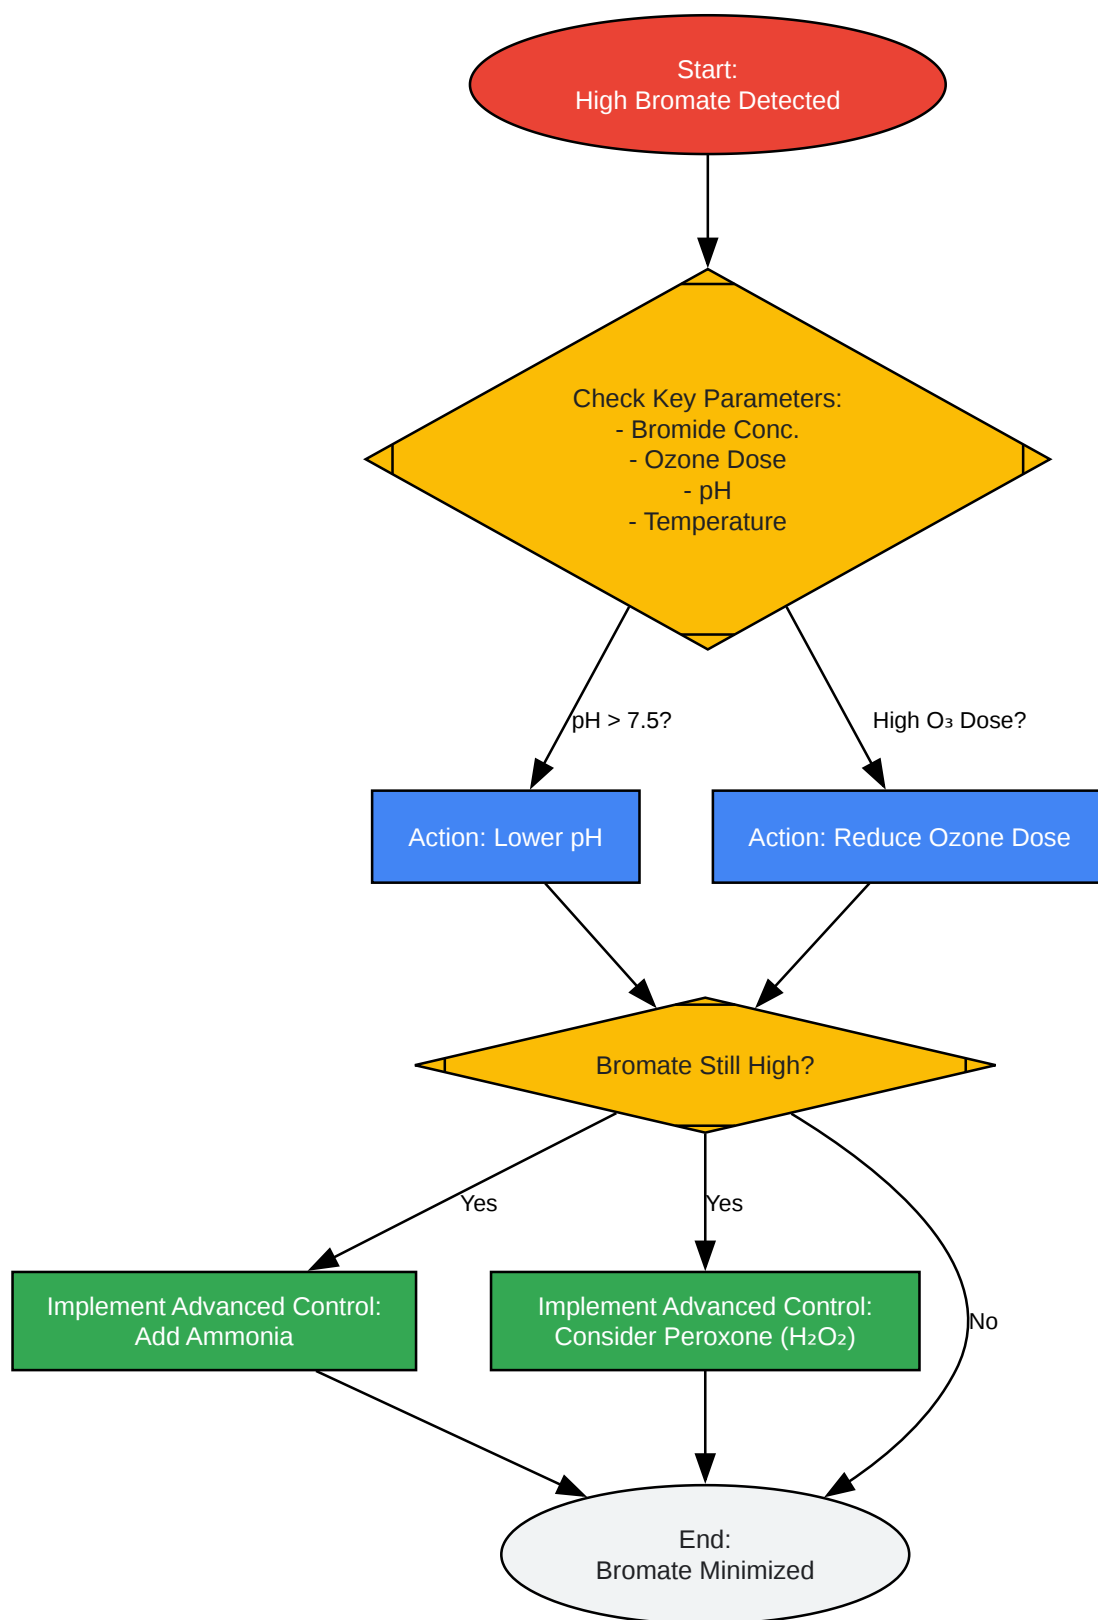 Start:
High Bromate Detected
Check Key Parameters:
- Bromide Conc.
- Ozone Dose
- pH
- Temperature
pH > 7.5?
High O₃ Dose?
Action: Lower pH
Action: Reduce Ozone Dose
Bromate Still High?
Yes
Yes
No
Implement Advanced Control:
Add Ammonia
Implement Advanced Control:
Consider Peroxone (H₂O₂)
End:
Bromate Minimized